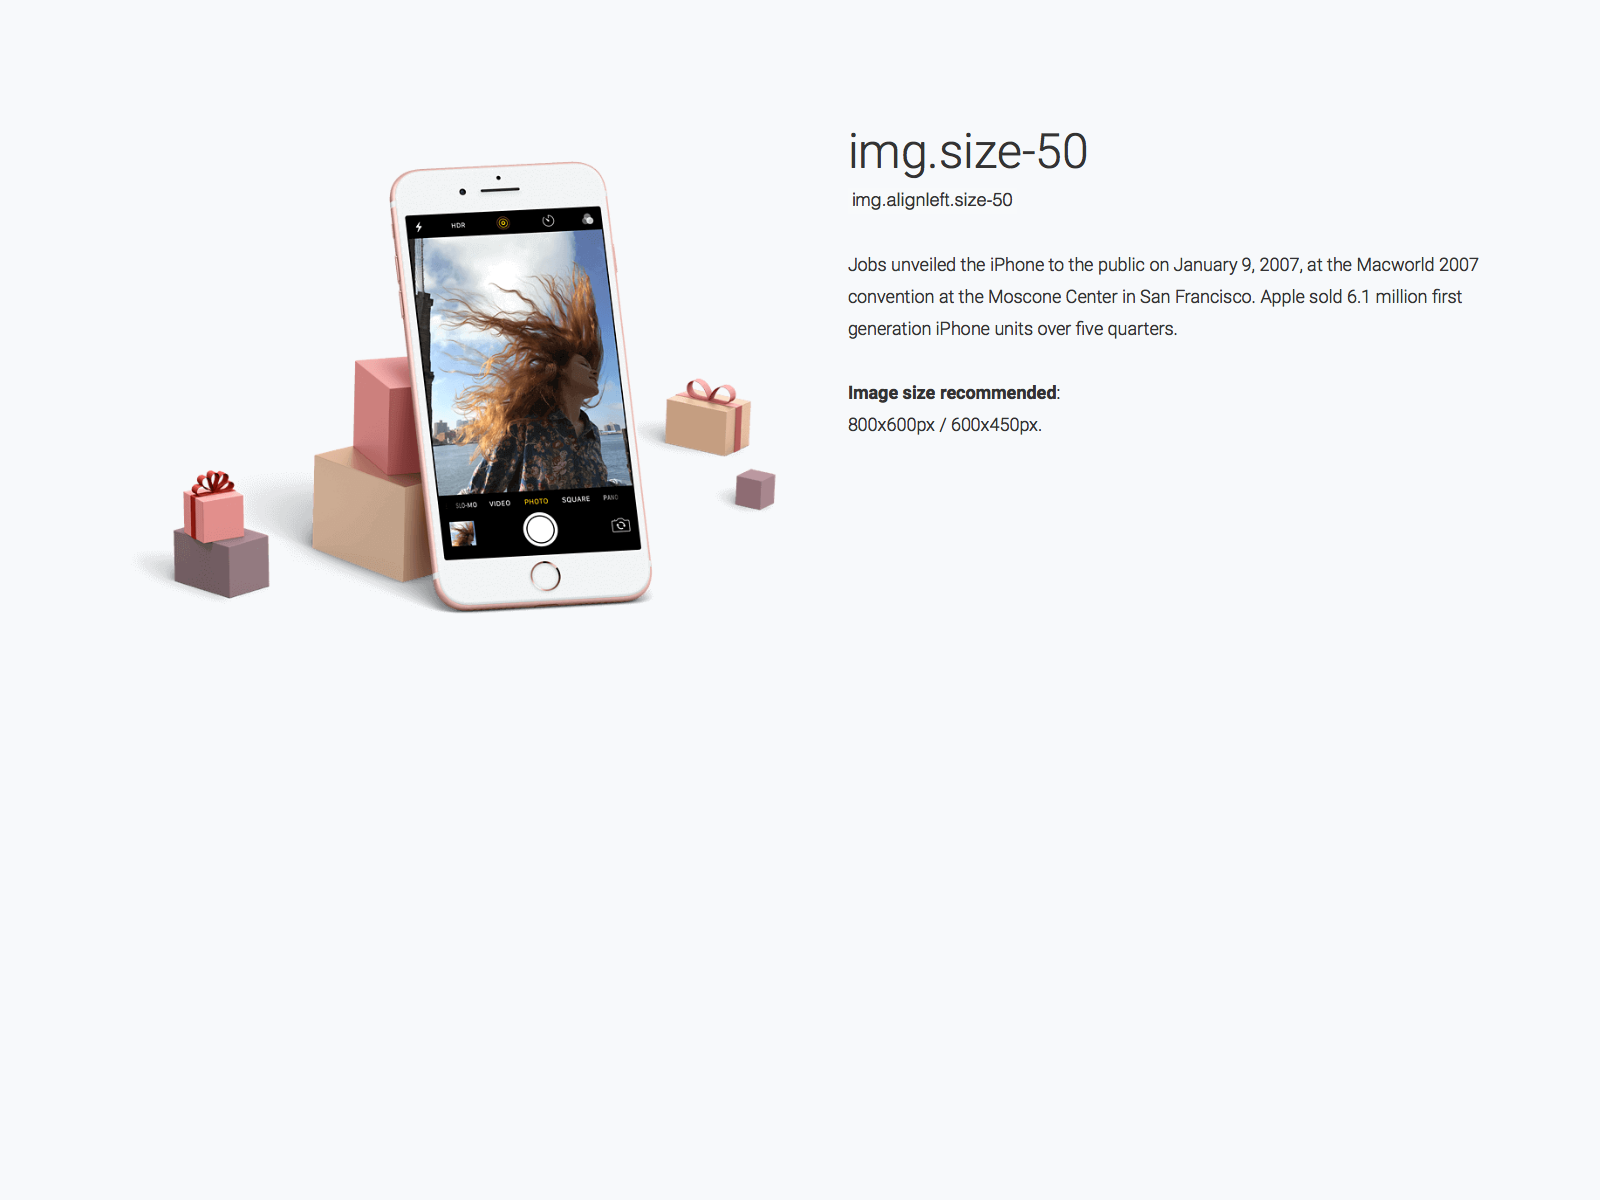 img.size-50
img.alignleft.size-50
Jobs unveiled the iPhone to the public on January 9, 2007, at the Macworld 2007
convention at the Moscone Center in San Francisco. Apple sold 6.1 million first
generation iPhone units over five quarters.
Image size recommended:
800x600px / 600x450px.
HDR
SLO-MO VIDEO PHOTO SQUARE PANO